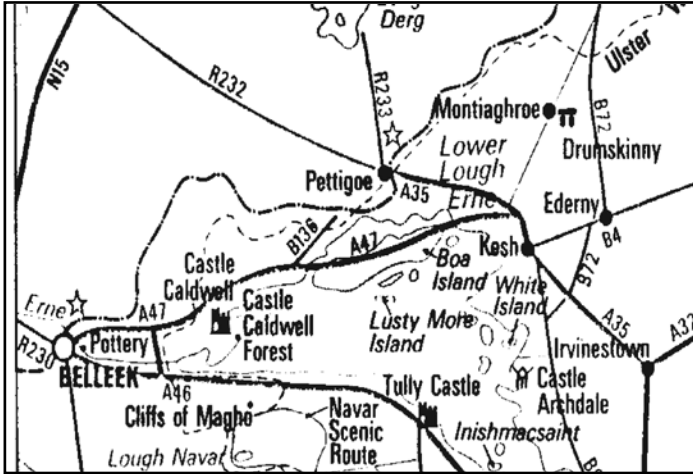 Derg
N15
R232
R233
Ulster
Montiaghroe
B72
Drumskinny
Lower
Lough
Erne
Pettigoe
A35
Ederny
B4
B136
A47
Kesh
B72
Boa
Island
White
Island
Castle
Caldwell
Erne
A47
Castle
Caldwell
Forest
Lusty More
Island
A35
A32
Pottery
R230
BELLEEK
A46
Irvinestown
Tully Castle
Castle
Archdale
Cliffs of Magho
Navar
Scenic
Route
Inishmacsaint
Lough Navar